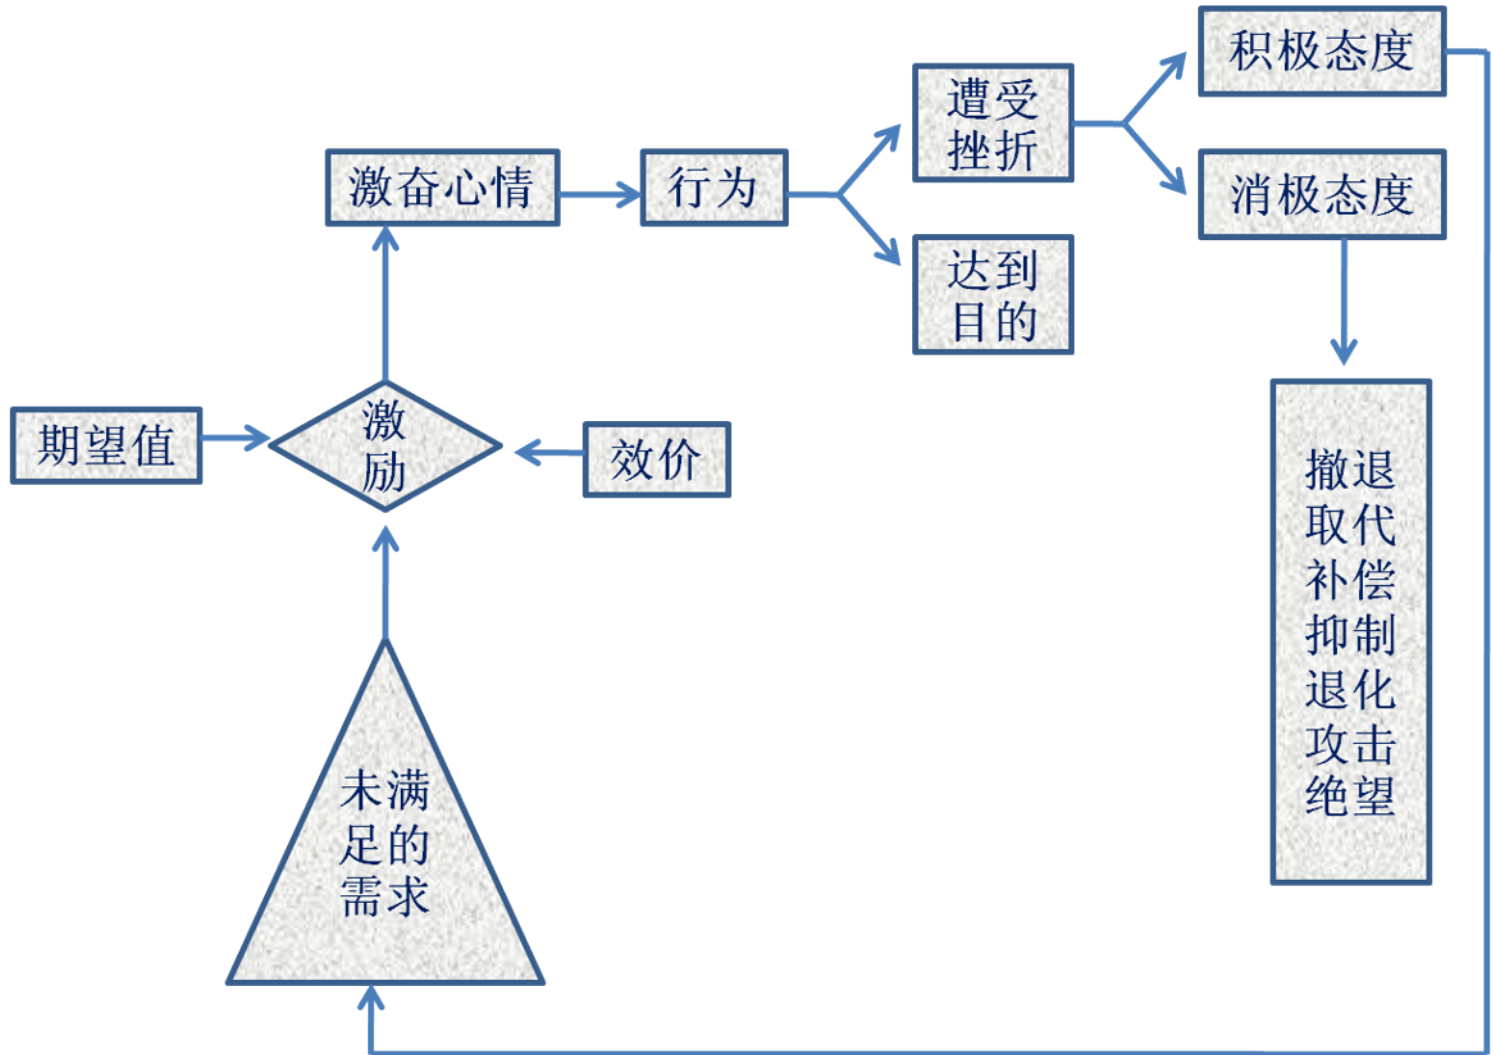 积极态度
遭受
挫折
激奋心情
行为
消极态度
达到
目的
期望值
激
励
效价
撤退
取代
补偿
抑制
退化
攻击
绝望
未满
足的
需求